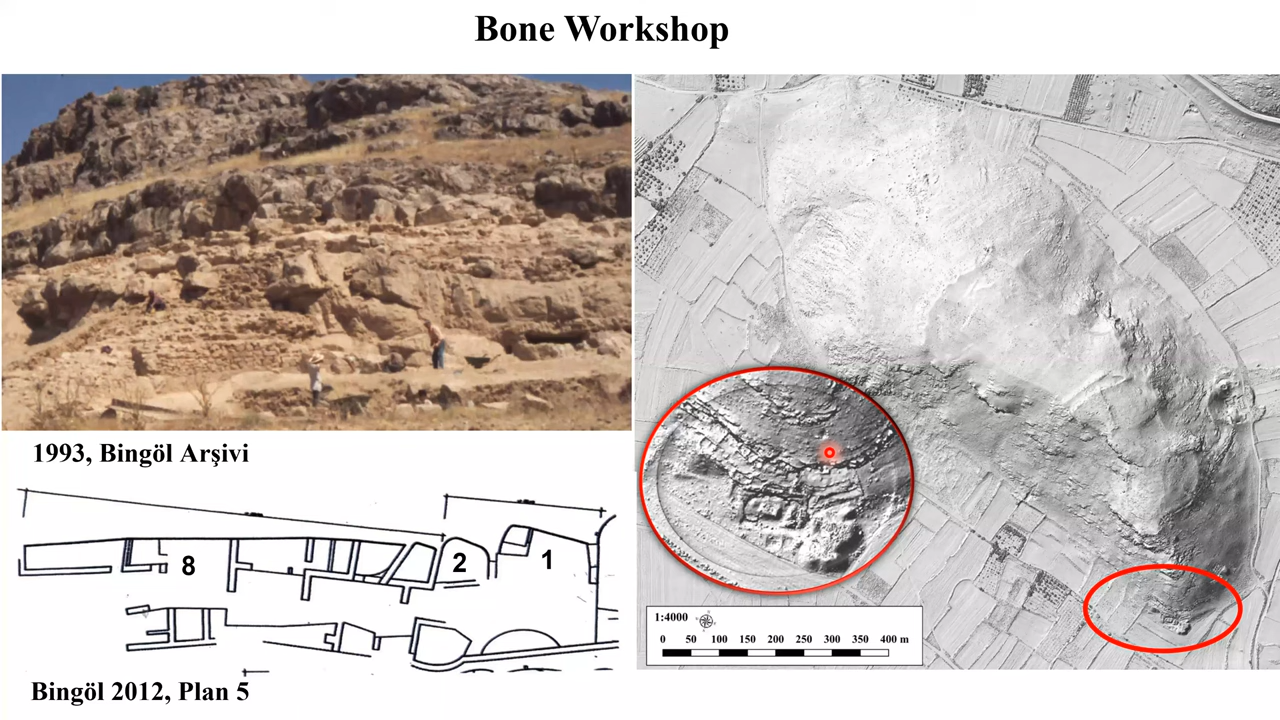 Bone Workshop
1993, Bingöl Arşivi
8
2
1
Bingöl 2012, Plan 5
1:4000
0 50 100 150 200 250 300 350 400 m